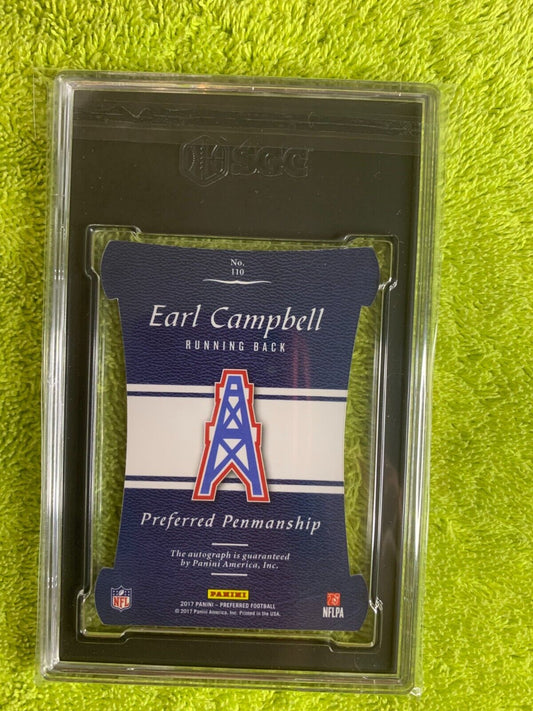 SGC
No.
110
Earl Campbell
RUNNING BACK
Preferred Penmanship
The autograph is guaranteed
by Panini America, Inc.
PANINI
NFL
NFLPA
2017 PANINI – PREFERRED FOOTBALL
© 2017 Panini America, Inc. Printed in the USA.